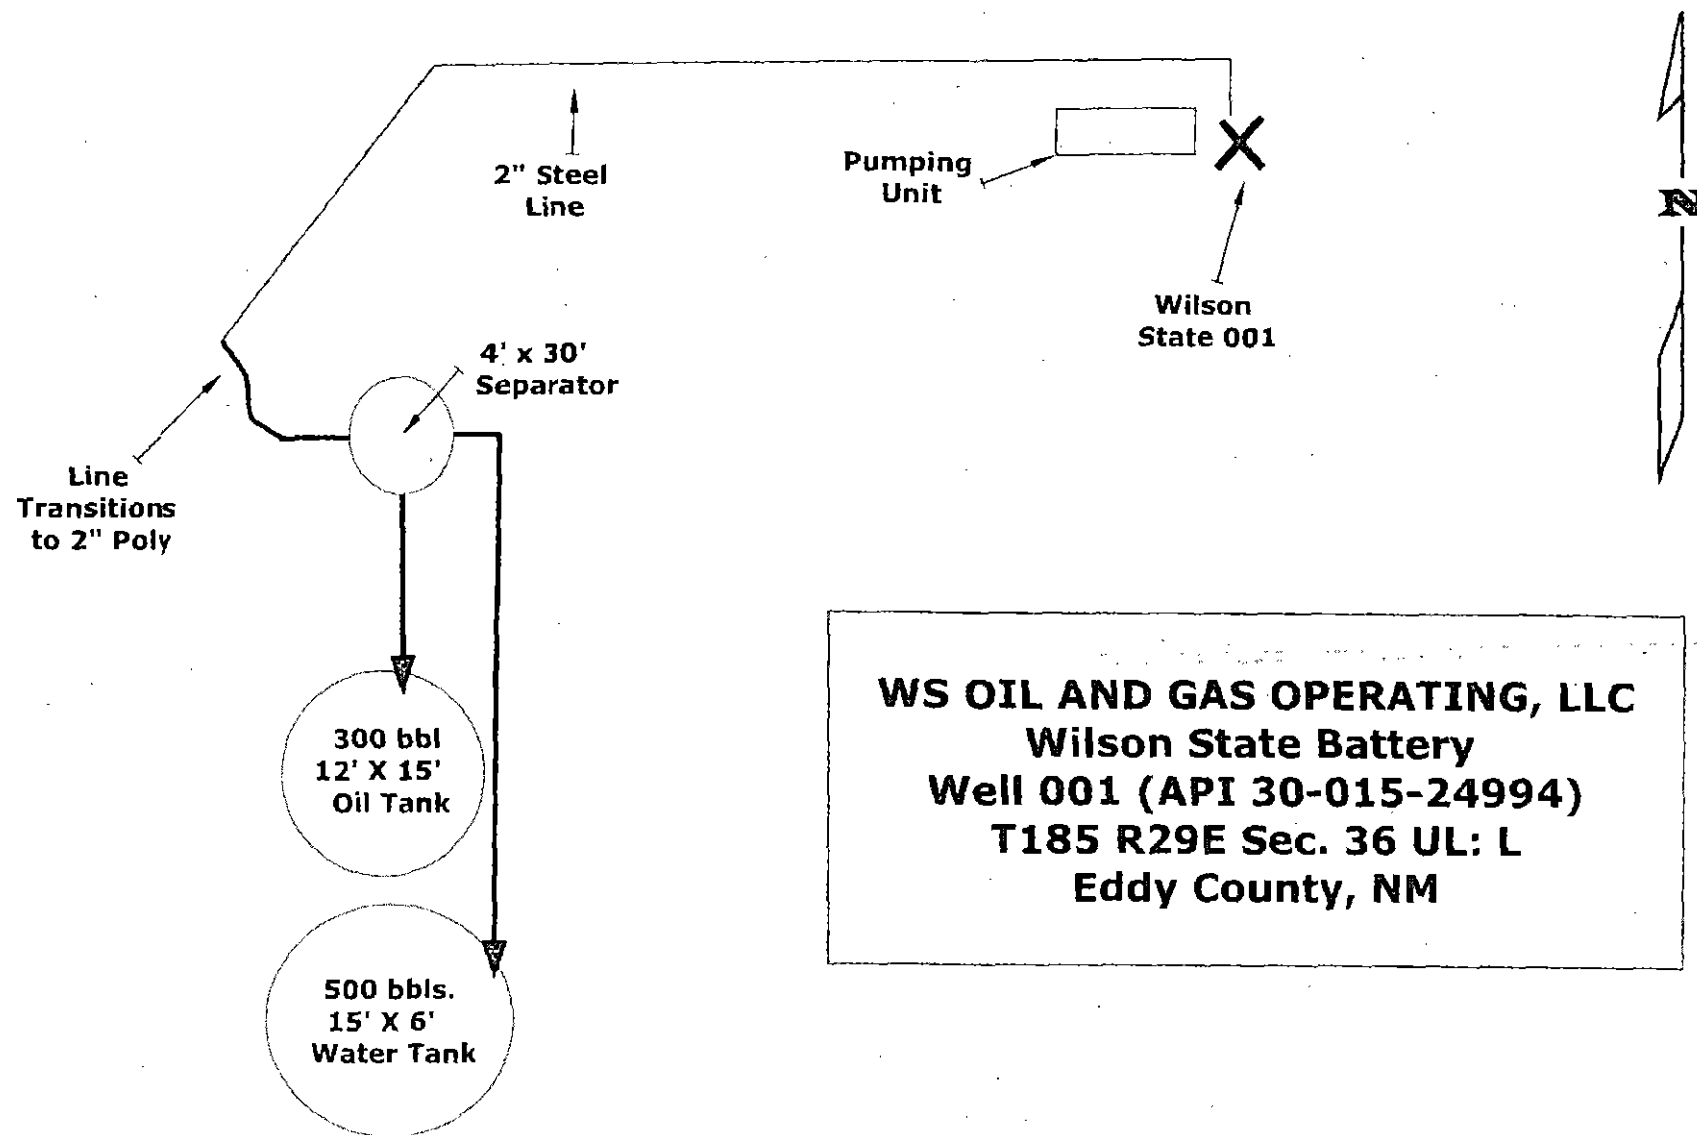 2" Steel
Line
Pumping
Unit
N
Wilson
State 001
4' x 30'
Separator
Line
Transitions
to 2" Poly
300 bbl
12' X 15'
Oil Tank
500 bbls.
15' X 6'
Water Tank
WS OIL AND GAS OPERATING, LLC
Wilson State Battery
Well 001 (API 30-015-24994)
T185 R29E Sec. 36 UL: L
Eddy County, NM